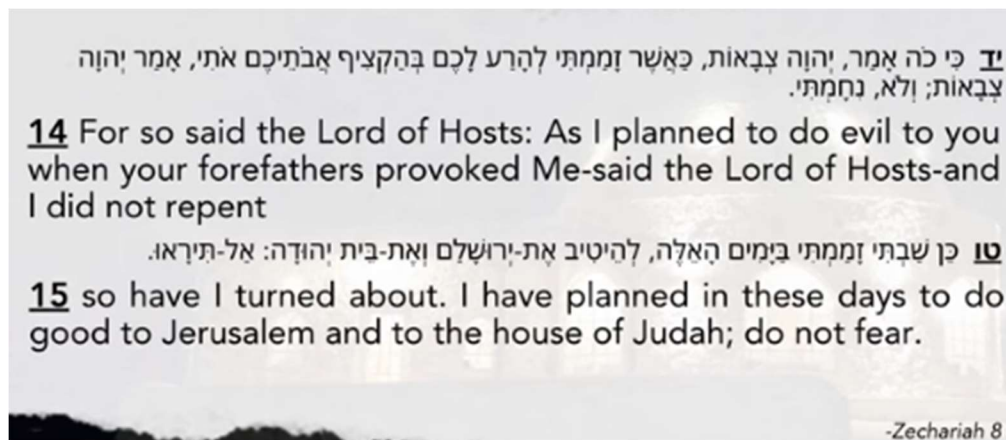 יד כִּי כֹה אָמַר, יְהוָה צְבָאוֹת, כַּאֲשֶׁר זָמַמְתִּי לְהָרַע לָכֶם בְּהַקְצִיף אֲבֹתֵיכֶם אֹתִי, אָמַר יְהוָה
צְבָאוֹת; וְלֹא, נִחָמְתִּי.
14 For so said the Lord of Hosts: As I planned to do evil to you
when your forefathers provoked Me-said the Lord of Hosts-and
I did not repent
טו כֵּן שַׁבְתִּי זָמַמְתִּי בַּיָּמִים הָאֵלֶּה, לְהֵיטִיב אֶת-יְרוּשָׁלִַם וְאֶת-בֵּית יְהוּדָה: אַל-תִּירָאוּ.
15 so have I turned about. I have planned in these days to do
good to Jerusalem and to the house of Judah; do not fear.
-Zechariah 8